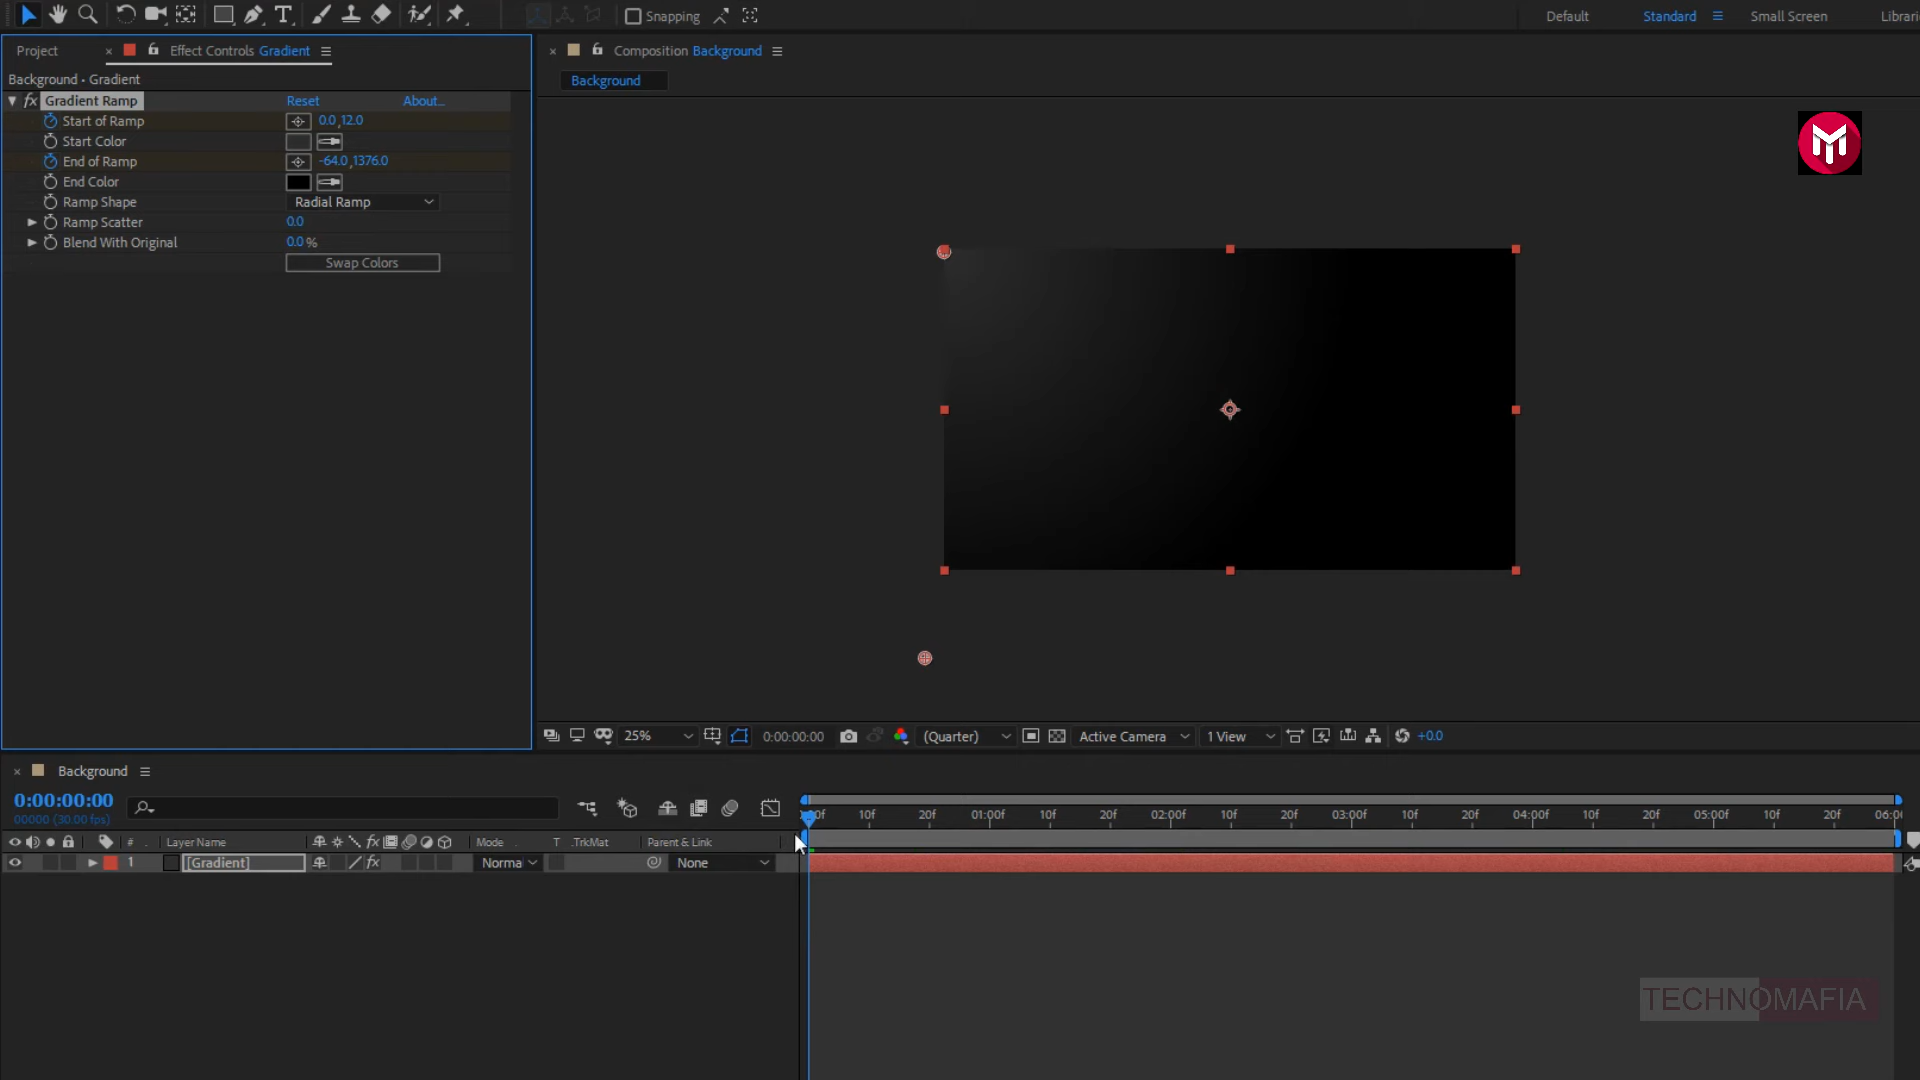 Snapping
Default
Standard
Small Screen
Librari
Project
Effect Controls Gradient
Composition Background
Background • Gradient
Background
fx Gradient Ramp Reset About...
Start of Ramp 0.0,12.0
Start Color
End of Ramp -64.0,1376.0
End Color
Ramp Shape Radial Ramp
Ramp Scatter 0.0
Blend With Original 0.0%
Swap Colors
25% 0:00:00:00 (Quarter) Active Camera 1 View +0.0
Background
0:00:00:00
00000 (30.00 fps)
10f 20f 01:00f 10f 20f 02:00f 10f 20f 03:00f 10f 20f 04:00f 10f 20f 05:00f 10f 20f 06:0
# Layer Name fx Mode T .TrkMat Parent & Link
1 [Gradient] fx Norma None
TECHNOMAFIA